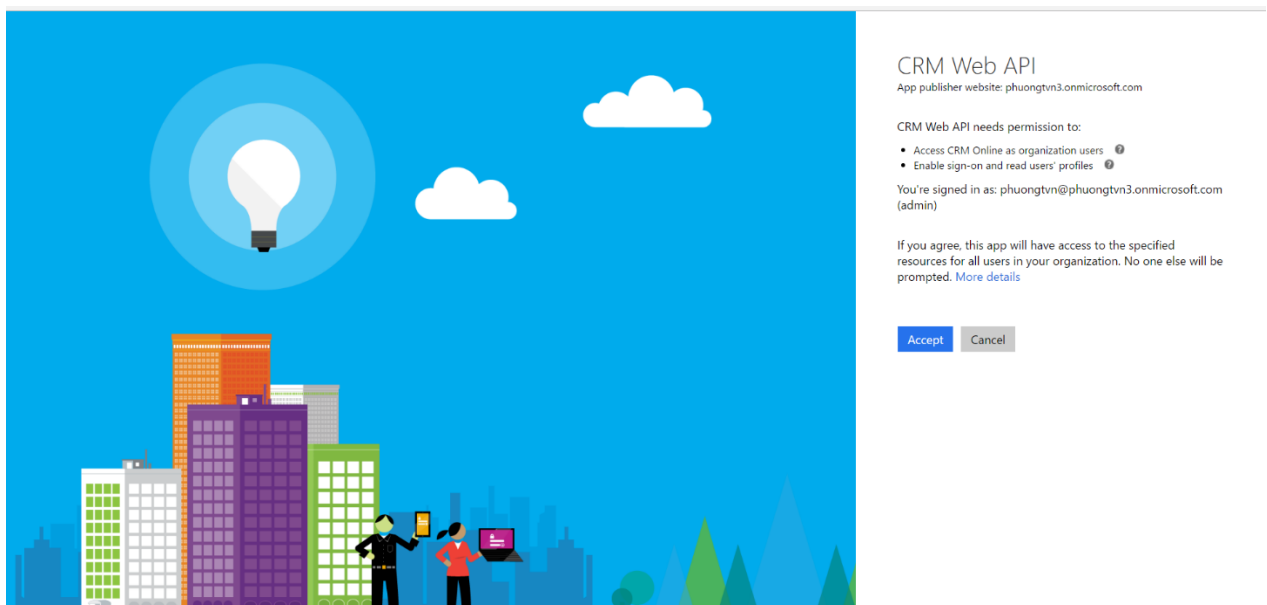 CRM Web API
App publisher website: phuongtvn3.onmicrosoft.com
CRM Web API needs permission to:
Access CRM Online as organization users
Enable sign-on and read users' profiles
You're signed in as: phuongtvn@phuongtvn3.onmicrosoft.com
(admin)
If you agree, this app will have access to the specified
resources for all users in your organization. No one else will be
prompted. More details
Accept Cancel